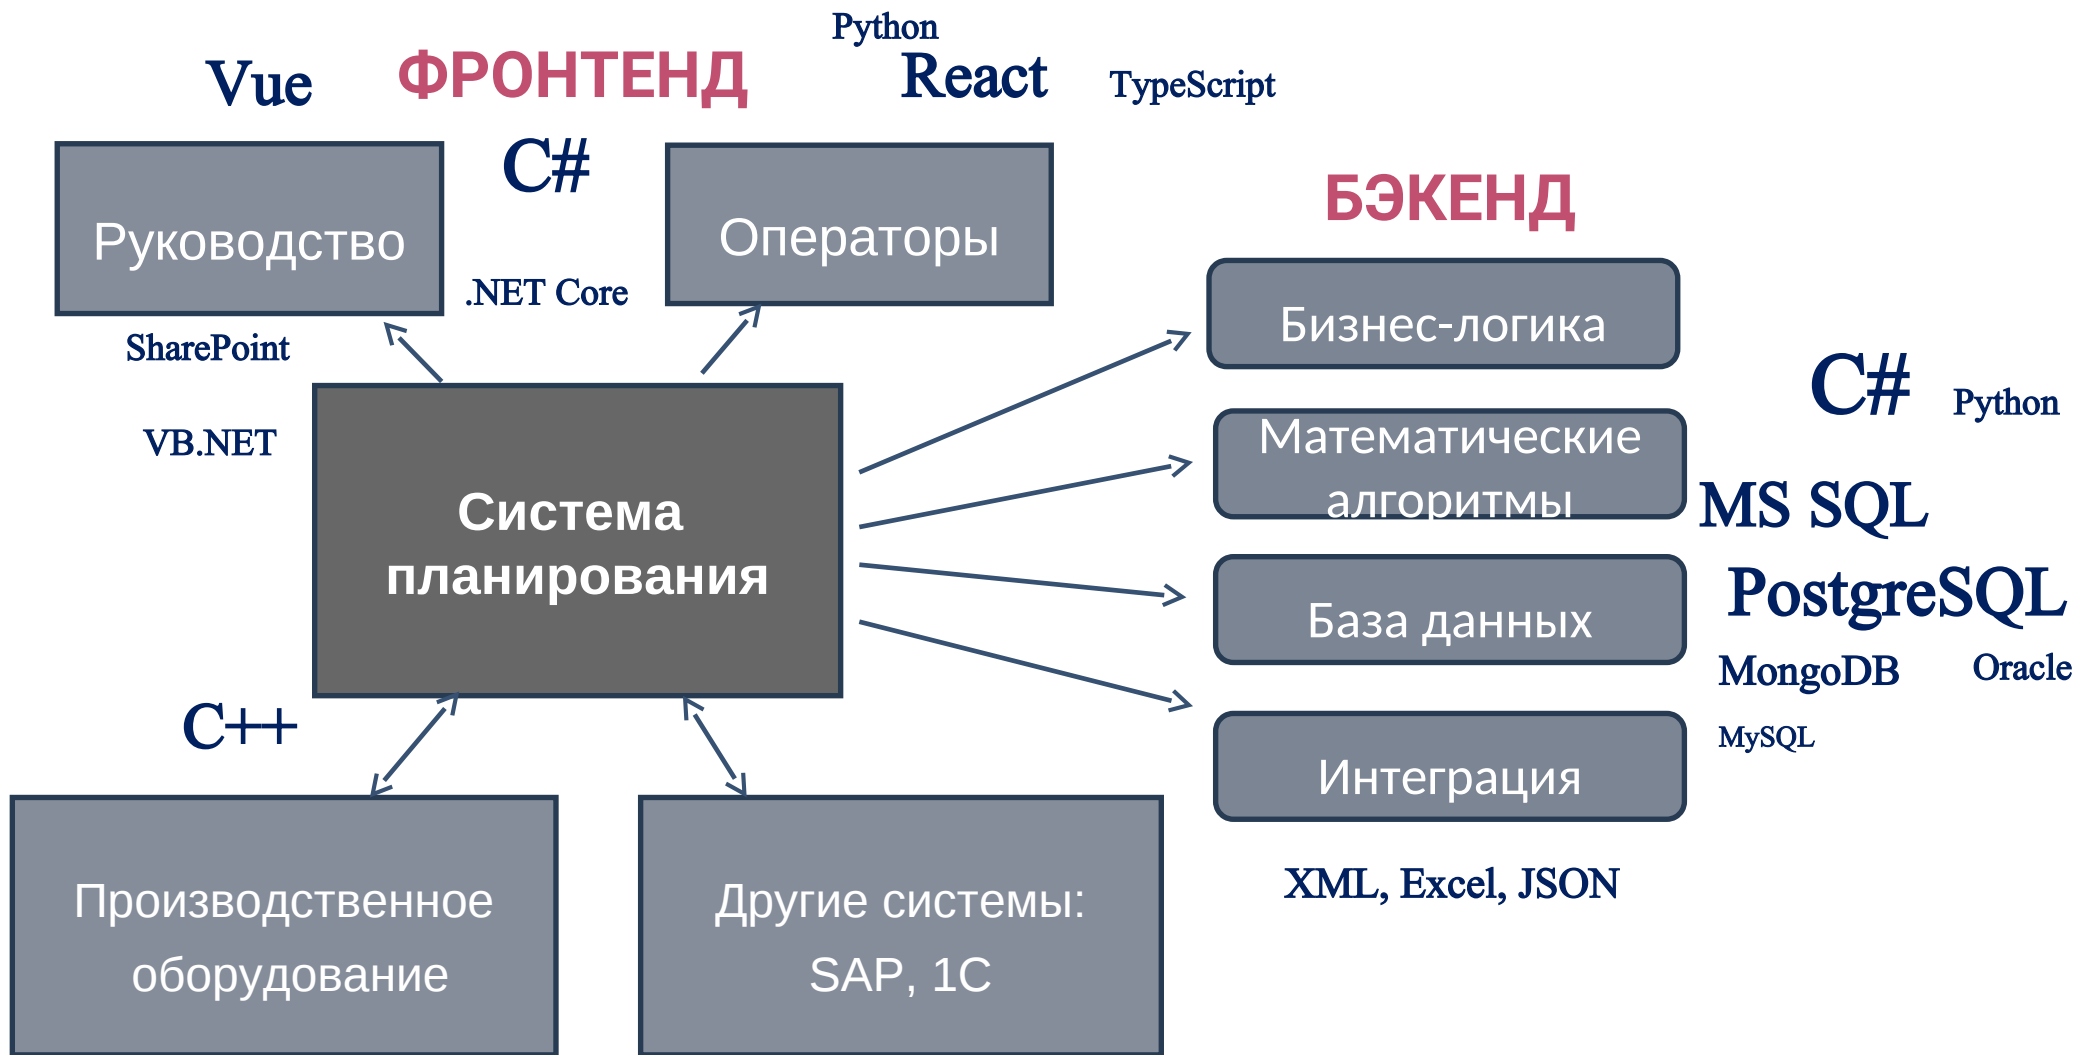 Python
Vue
ФРОНТЕНД
React
TypeScript
C#
Руководство
Операторы
.NET Core
SharePoint
VB.NET
Система
планирования
C++
Производственное
оборудование
Другие системы:
SAP, 1С
БЭКЕНД
Бизнес-логика
Математические
алгоритмы
База данных
Интеграция
C#
Python
MS SQL
PostgreSQL
MongoDB
Oracle
MySQL
XML, Excel, JSON